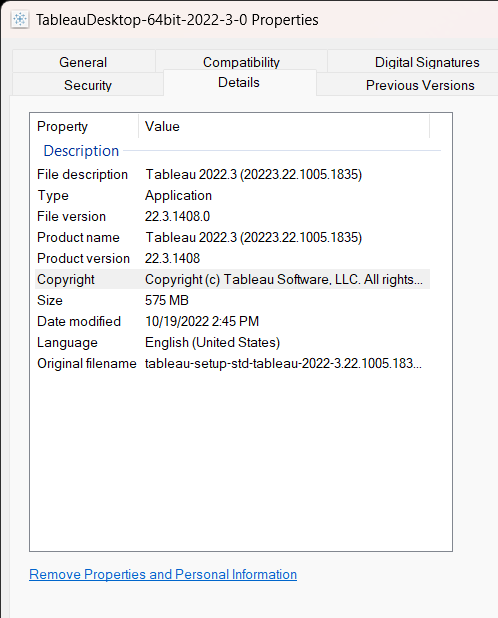 TableauDesktop-64bit-2022-3-0 Properties
General Compatibility Digital Signatures
Security Details Previous Versions
Property Value
Description
File description Tableau 2022.3 (20223.22.1005.1835)
Type Application
File version 22.3.1408.0
Product name Tableau 2022.3 (20223.22.1005.1835)
Product version 22.3.1408
Copyright Copyright (c) Tableau Software, LLC. All rights...
Size 575 MB
Date modified 10/19/2022 2:45 PM
Language English (United States)
Original filename tableau-setup-std-tableau-2022-3.22.1005.183...
Remove Properties and Personal Information